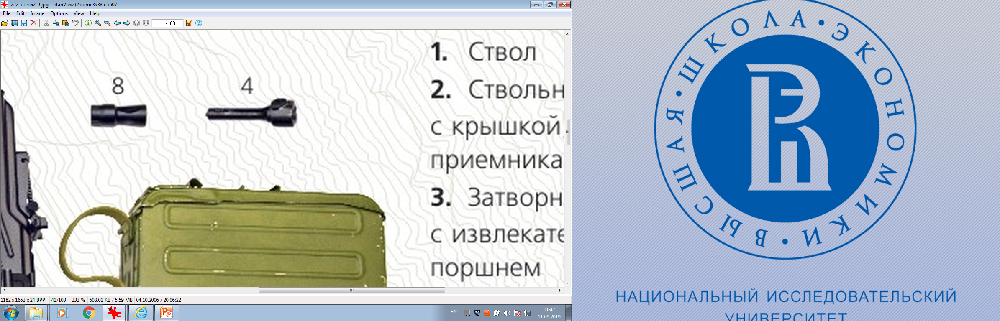 222_стенд2_9.jpg - IrfanView (Zoom: 3938 x 5507)
File Edit Image Options View Help
41/103
8 4
1. Ствол
2. Ствольн
с крышкой
приемника
3. Затворн
с извлекате
поршнем
1182 x 1653 x 24 BPP 41/103 333 % 608.01 KB / 5.59 MB 04.10.2006 / 20:06:22
EN
11:47
11.09.2019
ВЫСШАЯ • ШКОЛА • ЭКОНОМИКИ •
НАЦИОНАЛЬНЫЙ ИССЛЕДОВАТЕЛЬСКИЙ
УНИВЕРСИТЕТ